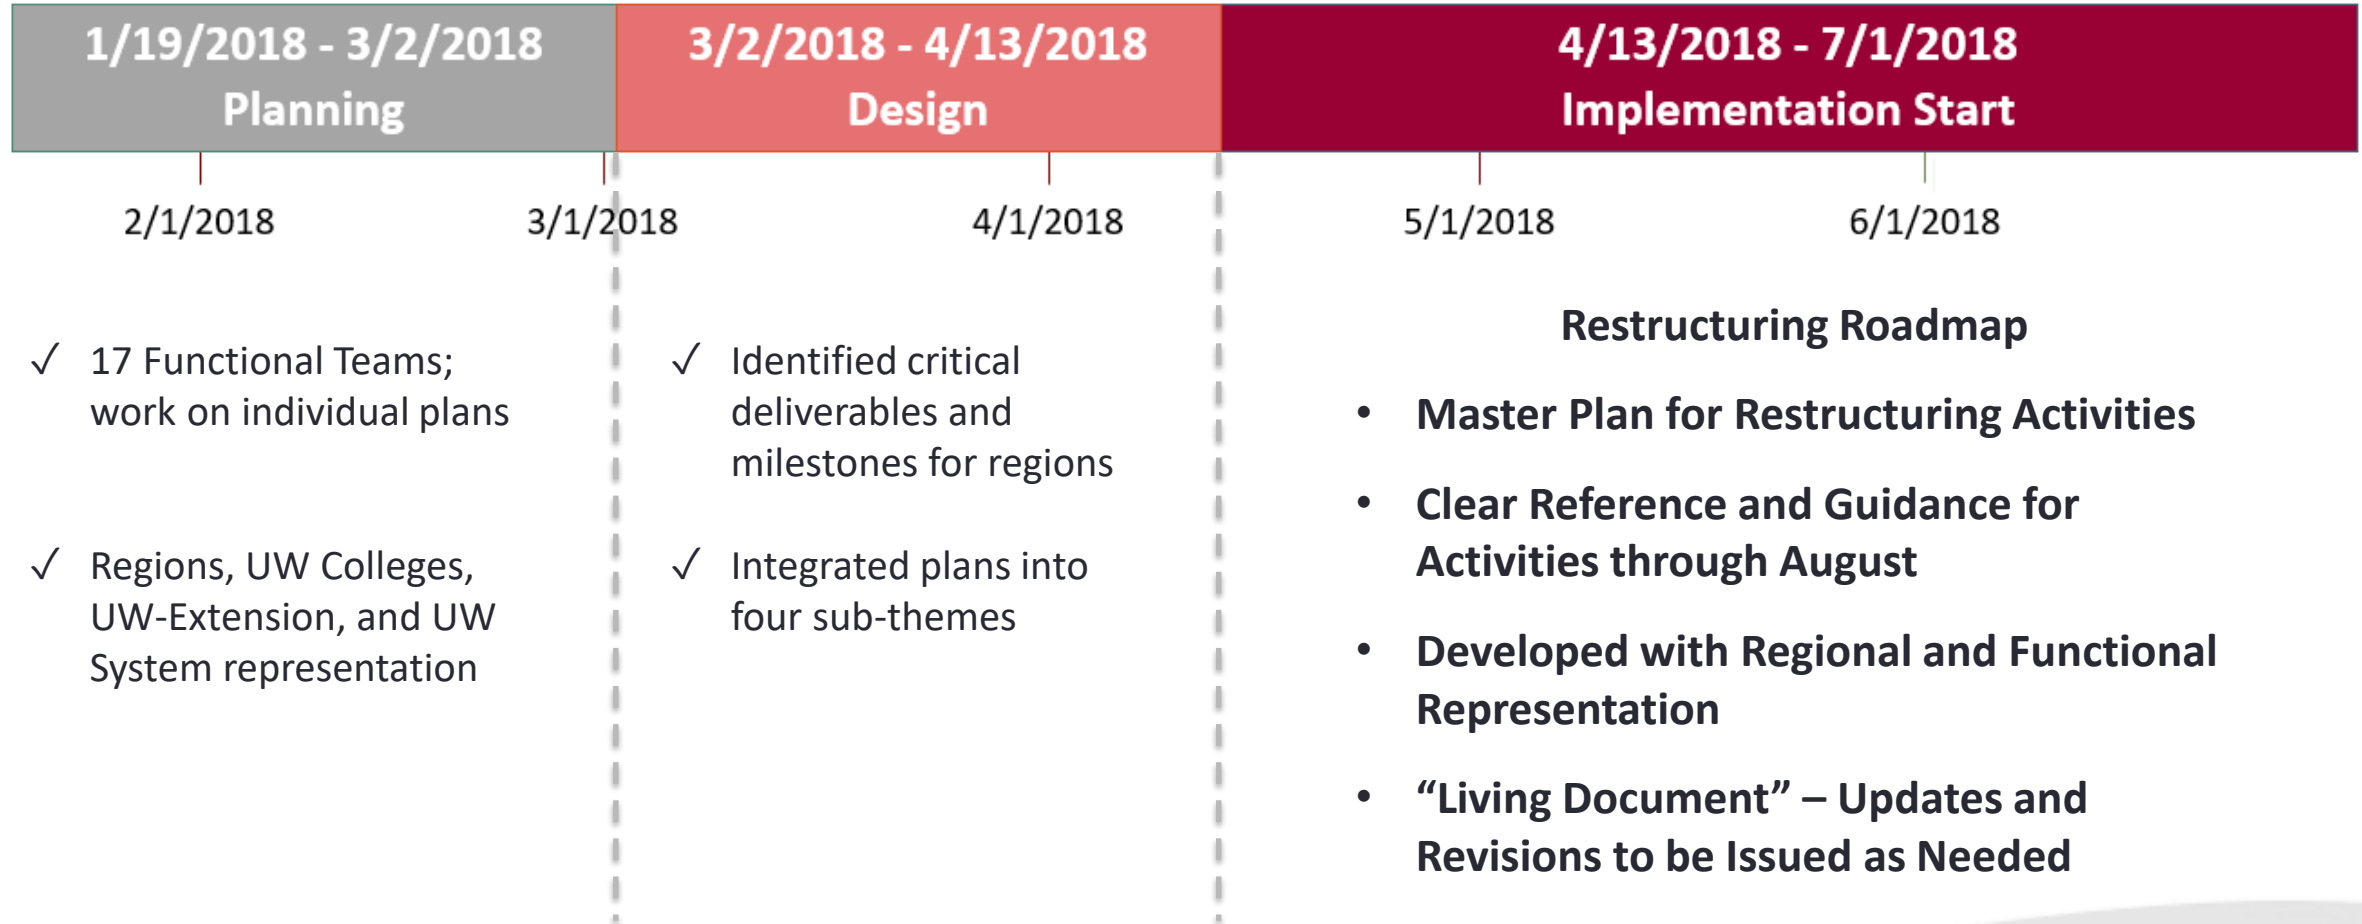 1/19/2018 - 3/2/2018
Planning
3/2/2018 - 4/13/2018
Design
4/13/2018 - 7/1/2018
Implementation Start
2/1/2018
3/1/2018
4/1/2018
5/1/2018
6/1/2018
✓ 17 Functional Teams;
work on individual plans
✓ Regions, UW Colleges,
UW-Extension, and UW
System representation
✓ Identified critical
deliverables and
milestones for regions
✓ Integrated plans into
four sub-themes
Restructuring Roadmap
• Master Plan for Restructuring Activities
• Clear Reference and Guidance for
Activities through August
• Developed with Regional and Functional
Representation
• “Living Document” – Updates and
Revisions to be Issued as Needed